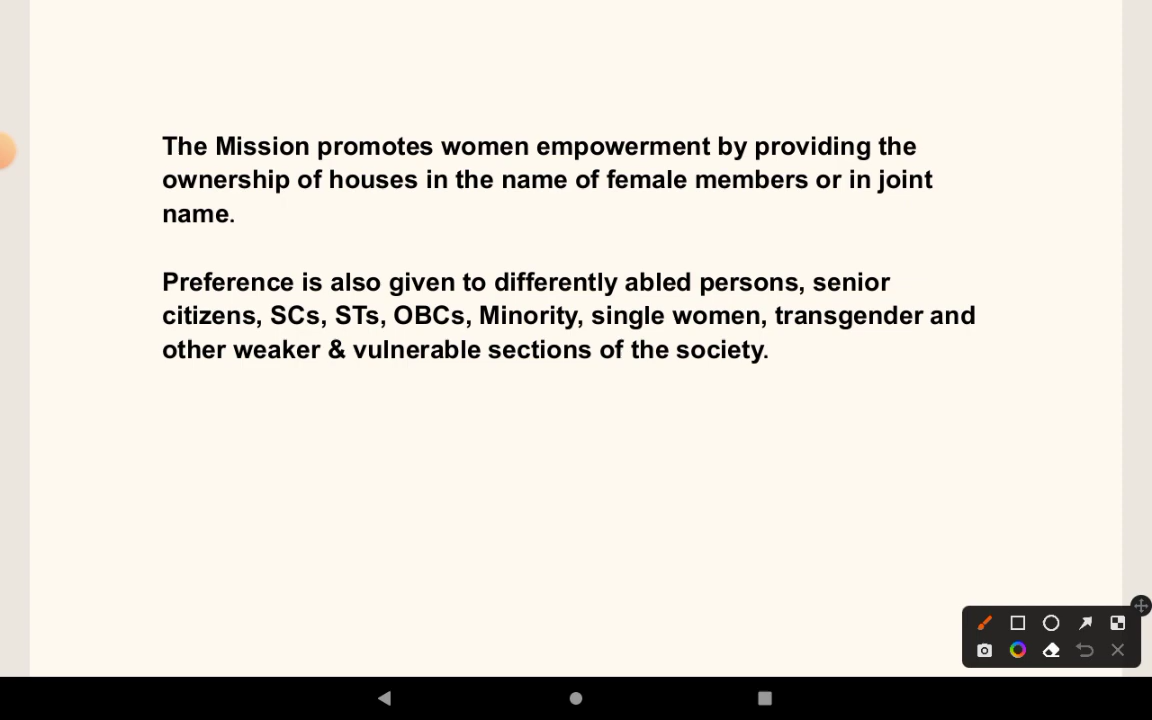 The Mission promotes women empowerment by providing the
ownership of houses in the name of female members or in joint
name.
Preference is also given to differently abled persons, senior
citizens, SCs, STs, OBCs, Minority, single women, transgender and
other weaker & vulnerable sections of the society.